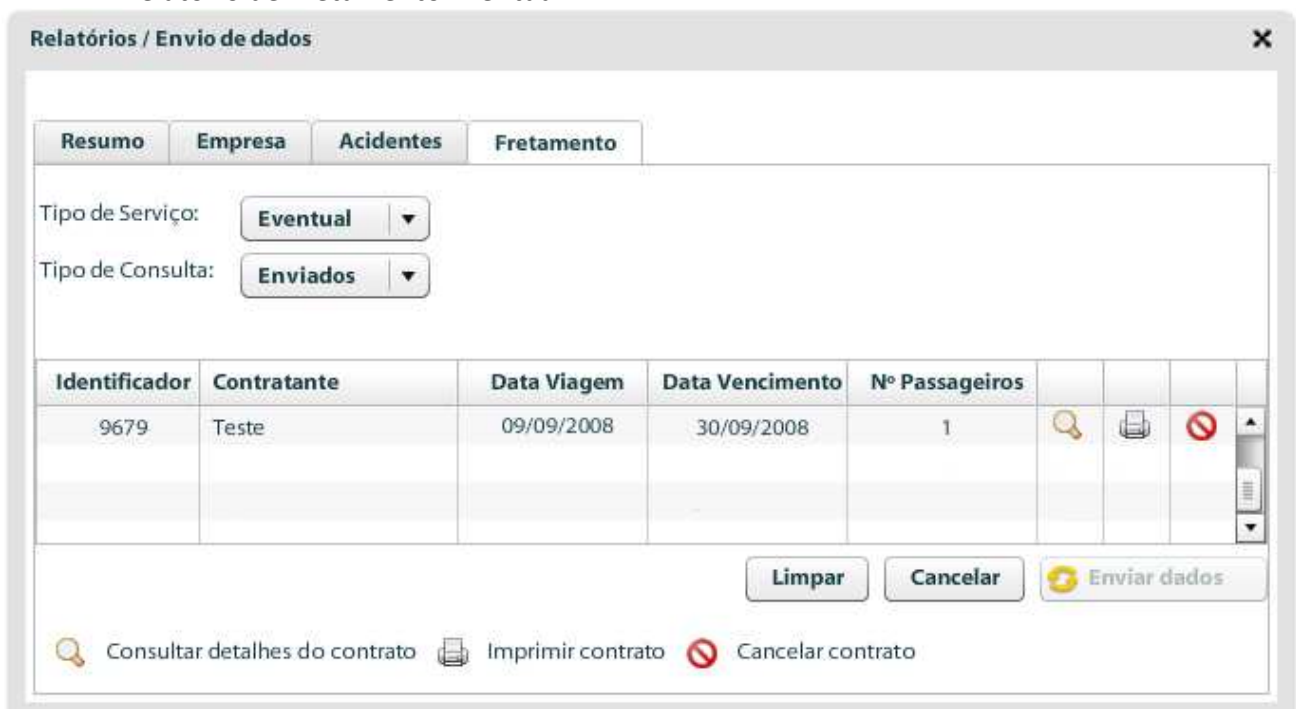 Relatórios / Envio de dados
Resumo Empresa Acidentes Fretamento
Tipo de Serviço: Eventual
Tipo de Consulta: Enviados
Identificador Contratante Data Viagem Data Vencimento Nº Passageiros
9679 Teste 09/09/2008 30/09/2008 1
Limpar Cancelar Enviar dados
Consultar detalhes do contrato Imprimir contrato Cancelar contrato